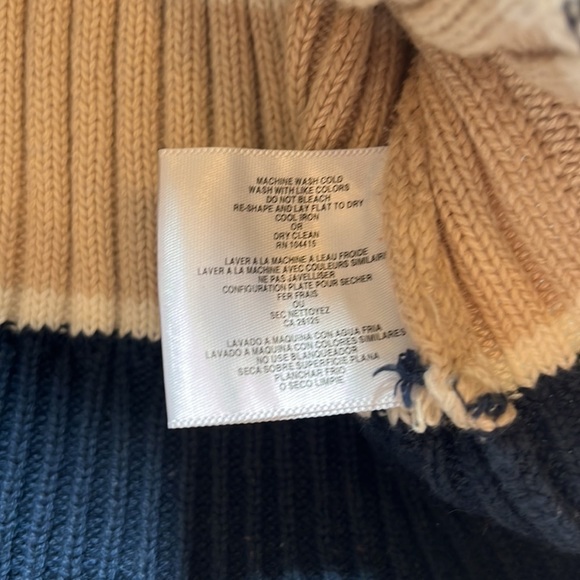 MACHINE WASH COLD
WASH WITH LIKE COLORS
DO NOT BLEACH
RE-SHAPE AND LAY FLAT TO DRY
COOL IRON
OR
DRY CLEAN
RN 104415
LAVER A LA MACHINE A LEAU FROIDE
LAVER A LA MACHINE AVEC COULEURS SIMILAIR
NE PAS JAVELLISER
CONFIGURATION PLATE POUR SECHER
FER FRAIS
OU
SEC NETTOYEZ
CA 26125
LAVADO A MAQUINA CON AGUA FRIA
LAVADO A MAQUINA CON COLORES SIMILARES
NO USE BLANQUEADOR
SECA SOBRE SUPERFICIE PLANA
PLANCHAR FRIO
O SECO LIMPIE.